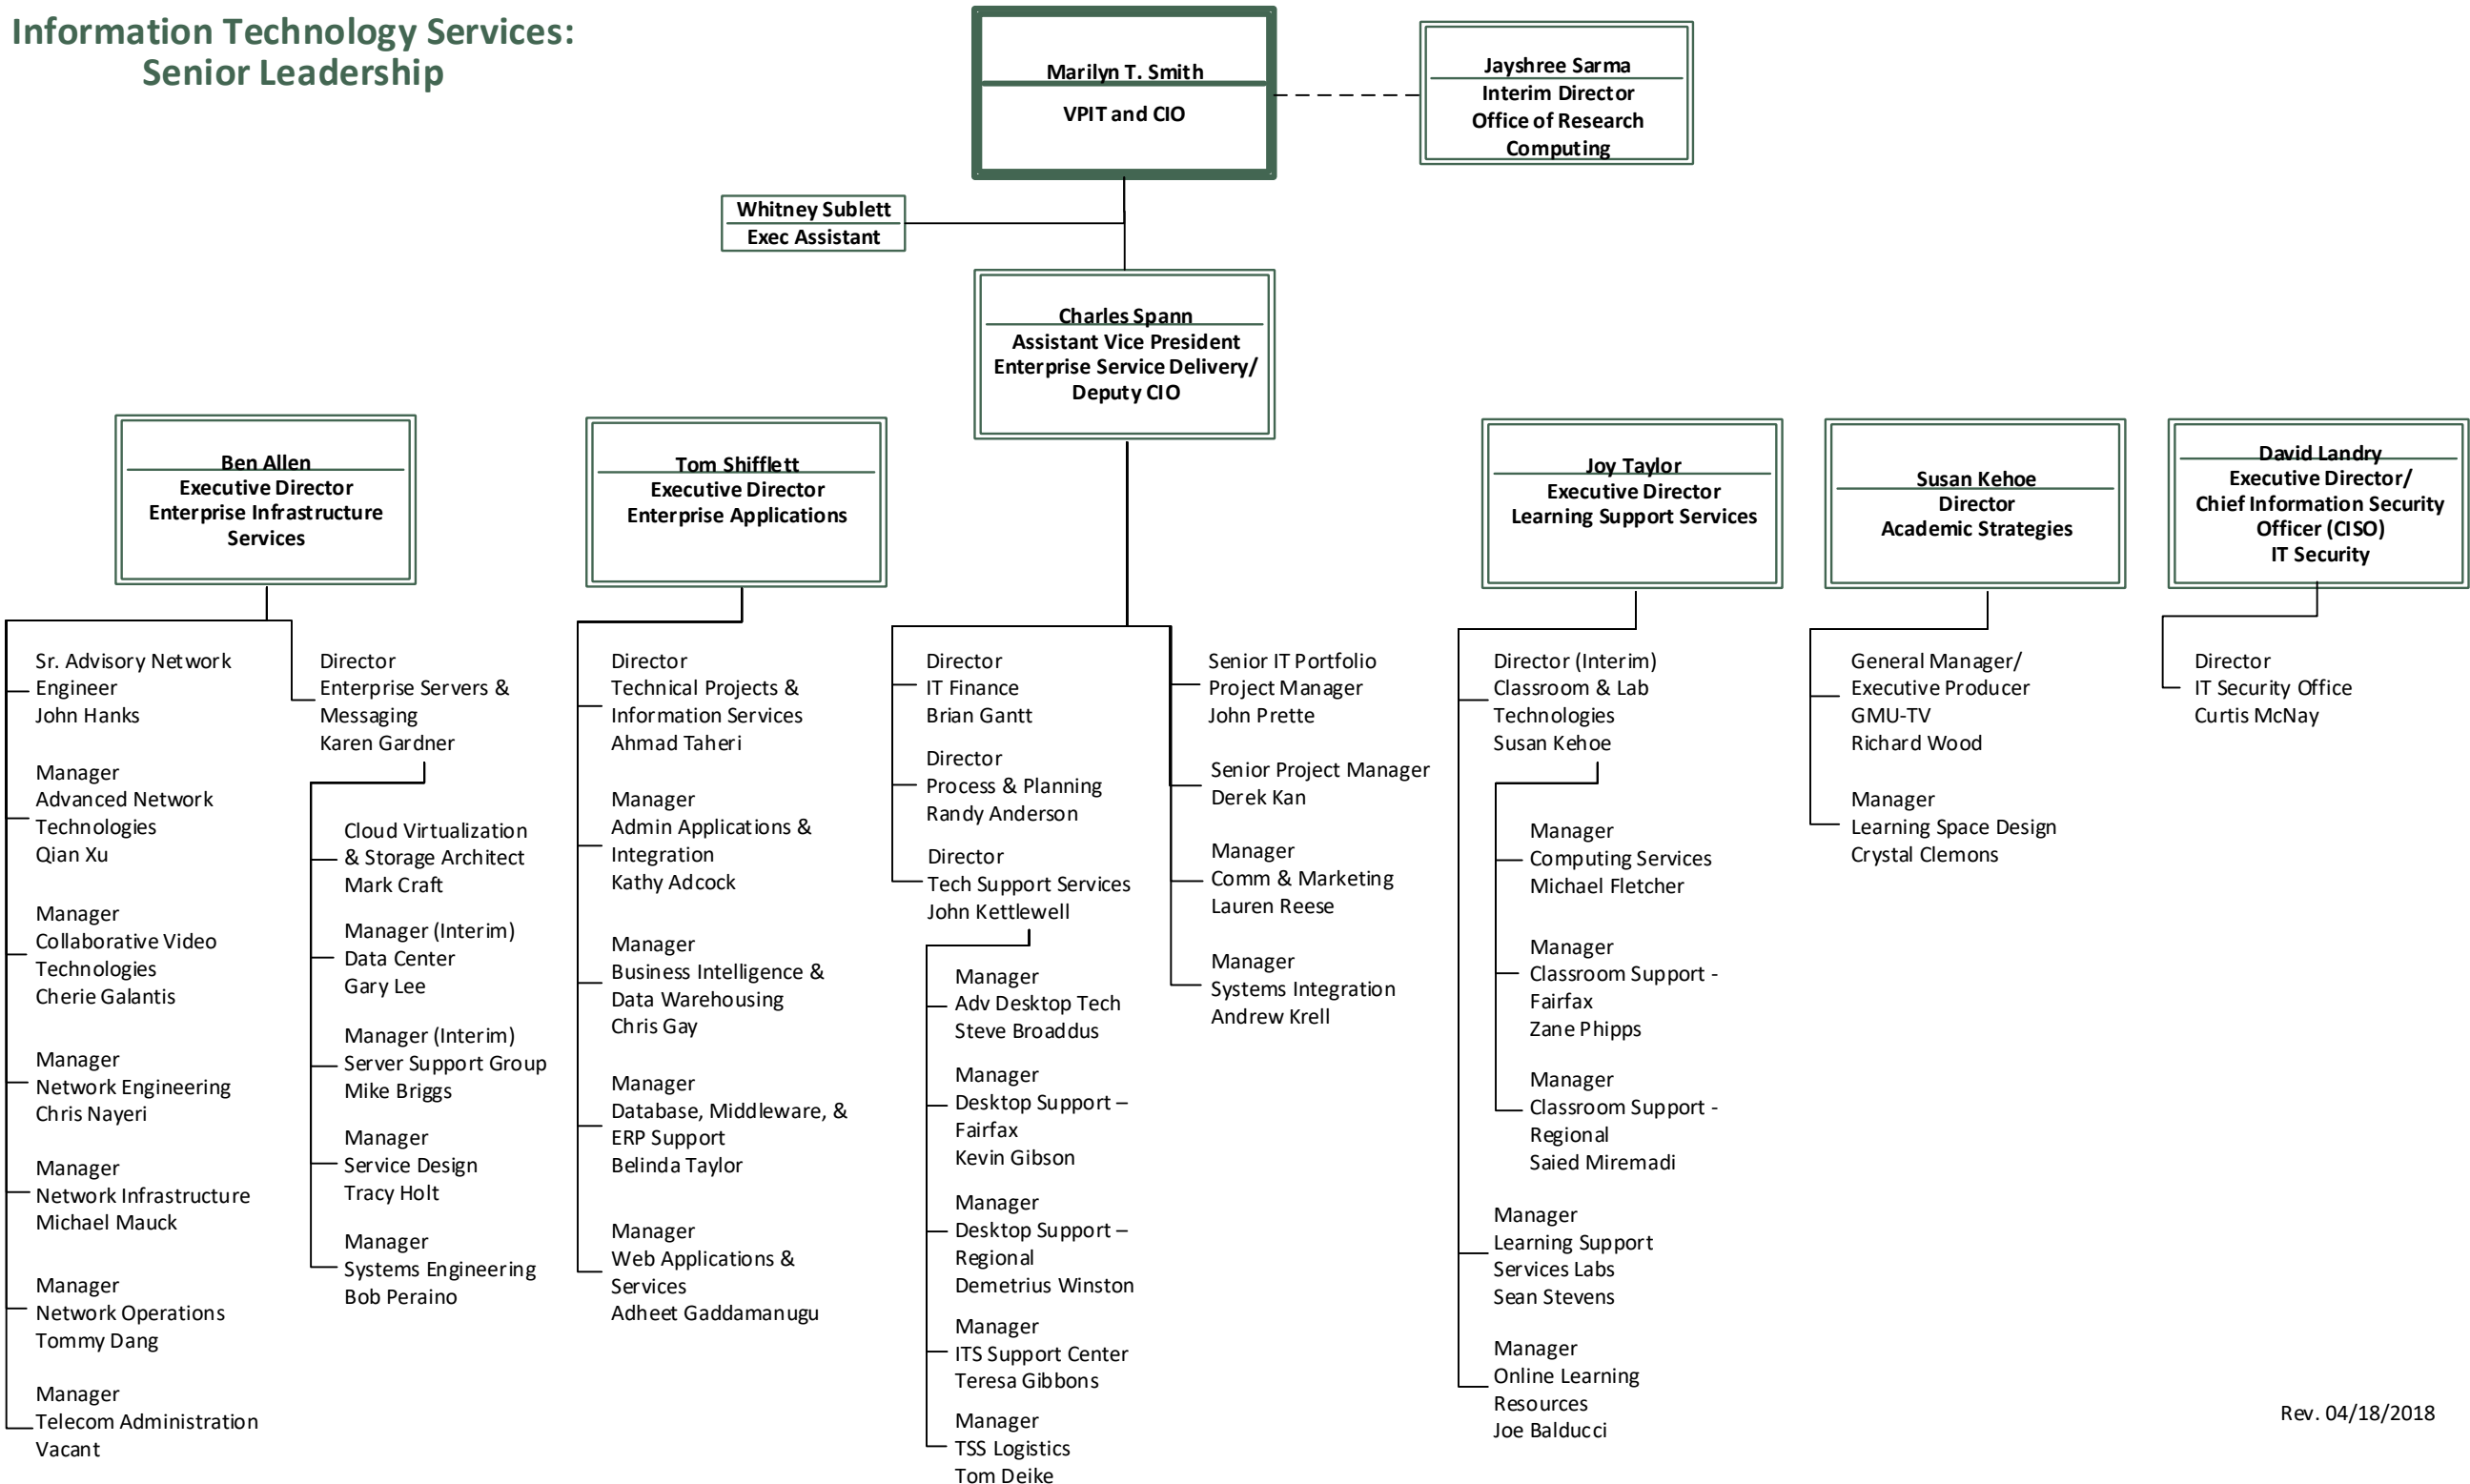 Information Technology Services:
Senior Leadership
Marilyn T. Smith
VPIT and CIO
Jayshree Sarma
Interim Director
Office of Research
Computing
Whitney Sublett
Exec Assistant
Charles Spann
Assistant Vice President
Enterprise Service Delivery/
Deputy CIO
Ben Allen
Executive Director
Enterprise Infrastructure
Services
Tom Shifflett
Executive Director
Enterprise Applications
Joy Taylor
Executive Director
Learning Support Services
Susan Kehoe
Director
Academic Strategies
David Landry
Executive Director/
Chief Information Security
Officer (CISO)
IT Security
Sr. Advisory Network
Engineer
John Hanks
Manager
Advanced Network
Technologies
Qian Xu
Manager
Collaborative Video
Technologies
Cherie Galantis
Manager
Network Engineering
Chris Nayeri
Manager
Network Infrastructure
Michael Mauck
Manager
Network Operations
Tommy Dang
Manager
Telecom Administration
Vacant
Director
Enterprise Servers &
Messaging
Karen Gardner
Cloud Virtualization
& Storage Architect
Mark Craft
Manager (Interim)
Data Center
Gary Lee
Manager (Interim)
Server Support Group
Mike Briggs
Manager
Service Design
Tracy Holt
Manager
Systems Engineering
Bob Peraino
Director
Technical Projects &
Information Services
Ahmad Taheri
Manager
Admin Applications &
Integration
Kathy Adcock
Manager
Business Intelligence &
Data Warehousing
Chris Gay
Manager
Database, Middleware, &
ERP Support
Belinda Taylor
Manager
Web Applications &
Services
Adheet Gaddamanugu
Director
IT Finance
Brian Gantt
Director
Process & Planning
Randy Anderson
Director
Tech Support Services
John Kettlewell
Manager
Adv Desktop Tech
Steve Broaddus
Manager
Desktop Support –
Fairfax
Kevin Gibson
Manager
Desktop Support –
Regional
Demetrius Winston
Manager
ITS Support Center
Teresa Gibbons
Manager
TSS Logistics
Tom Deike
Senior IT Portfolio
Project Manager
John Prette
Senior Project Manager
Derek Kan
Manager
Comm & Marketing
Lauren Reese
Manager
Systems Integration
Andrew Krell
Director (Interim)
Classroom & Lab
Technologies
Susan Kehoe
Manager
Computing Services
Michael Fletcher
Manager
Classroom Support -
Fairfax
Zane Phipps
Manager
Classroom Support -
Regional
Saied Miremadi
Manager
Learning Support
Services Labs
Sean Stevens
Manager
Online Learning
Resources
Joe Balducci
General Manager/
Executive Producer
GMU-TV
Richard Wood
Manager
Learning Space Design
Crystal Clemons
Director
IT Security Office
Curtis McNay
Rev. 04/18/2018